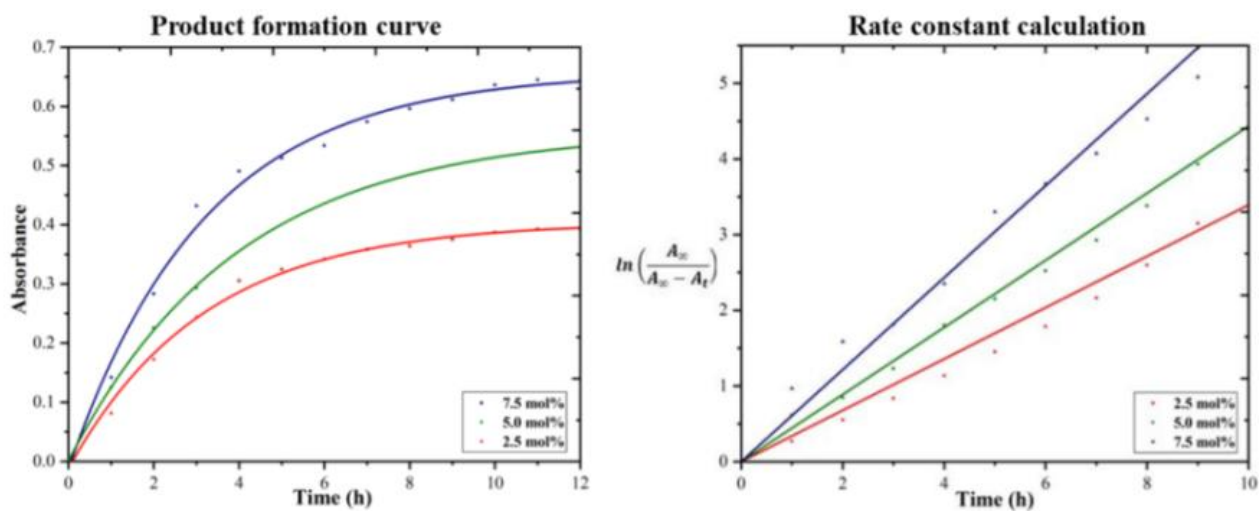 Product formation curve
Absorbance
0.7
0.6
0.5
0.4
0.3
0.2
0.1
0.0
0 2 4 6 8 10 12
Time (h)
7.5 mol%
5.0 mol%
2.5 mol%
Rate constant calculation
ln(A∞/(A∞ − At))
5
4
3
2
1
0
0 2 4 6 8 10
Time (h)
2.5 mol%
5.0 mol%
7.5 mol%